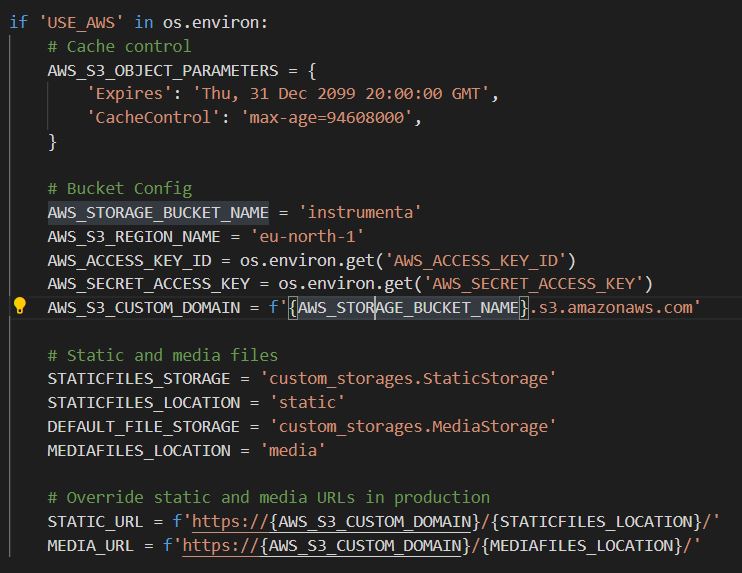 if 'USE_AWS' in os.environ:
    # Cache control
    AWS_S3_OBJECT_PARAMETERS = {
        'Expires': 'Thu, 31 Dec 2099 20:00:00 GMT',
        'CacheControl': 'max-age=94608000',
    }

    # Bucket Config
    AWS_STORAGE_BUCKET_NAME = 'instrumenta'
    AWS_S3_REGION_NAME = 'eu-north-1'
    AWS_ACCESS_KEY_ID = os.environ.get('AWS_ACCESS_KEY_ID')
    AWS_SECRET_ACCESS_KEY = os.environ.get('AWS_SECRET_ACCESS_KEY')
    AWS_S3_CUSTOM_DOMAIN = f'{AWS_STORAGE_BUCKET_NAME}.s3.amazonaws.com'

    # Static and media files
    STATICFILES_STORAGE = 'custom_storages.StaticStorage'
    STATICFILES_LOCATION = 'static'
    DEFAULT_FILE_STORAGE = 'custom_storages.MediaStorage'
    MEDIAFILES_LOCATION = 'media'

    # Override static and media URLs in production
    STATIC_URL = f'https://{AWS_S3_CUSTOM_DOMAIN}/{STATICFILES_LOCATION}/'
    MEDIA_URL = f'https://{AWS_S3_CUSTOM_DOMAIN}/{MEDIAFILES_LOCATION}/'